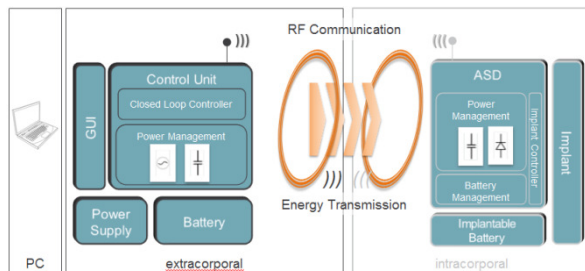 RF Communication
Control Unit
Closed Loop Controller
GUI
Power Management
Power
Supply
Battery
PC
extracorporal
Energy Transmission
ASD
Power
Management
Implant Controller
Battery
Management
Implantable
Battery
Implant
intracorporal